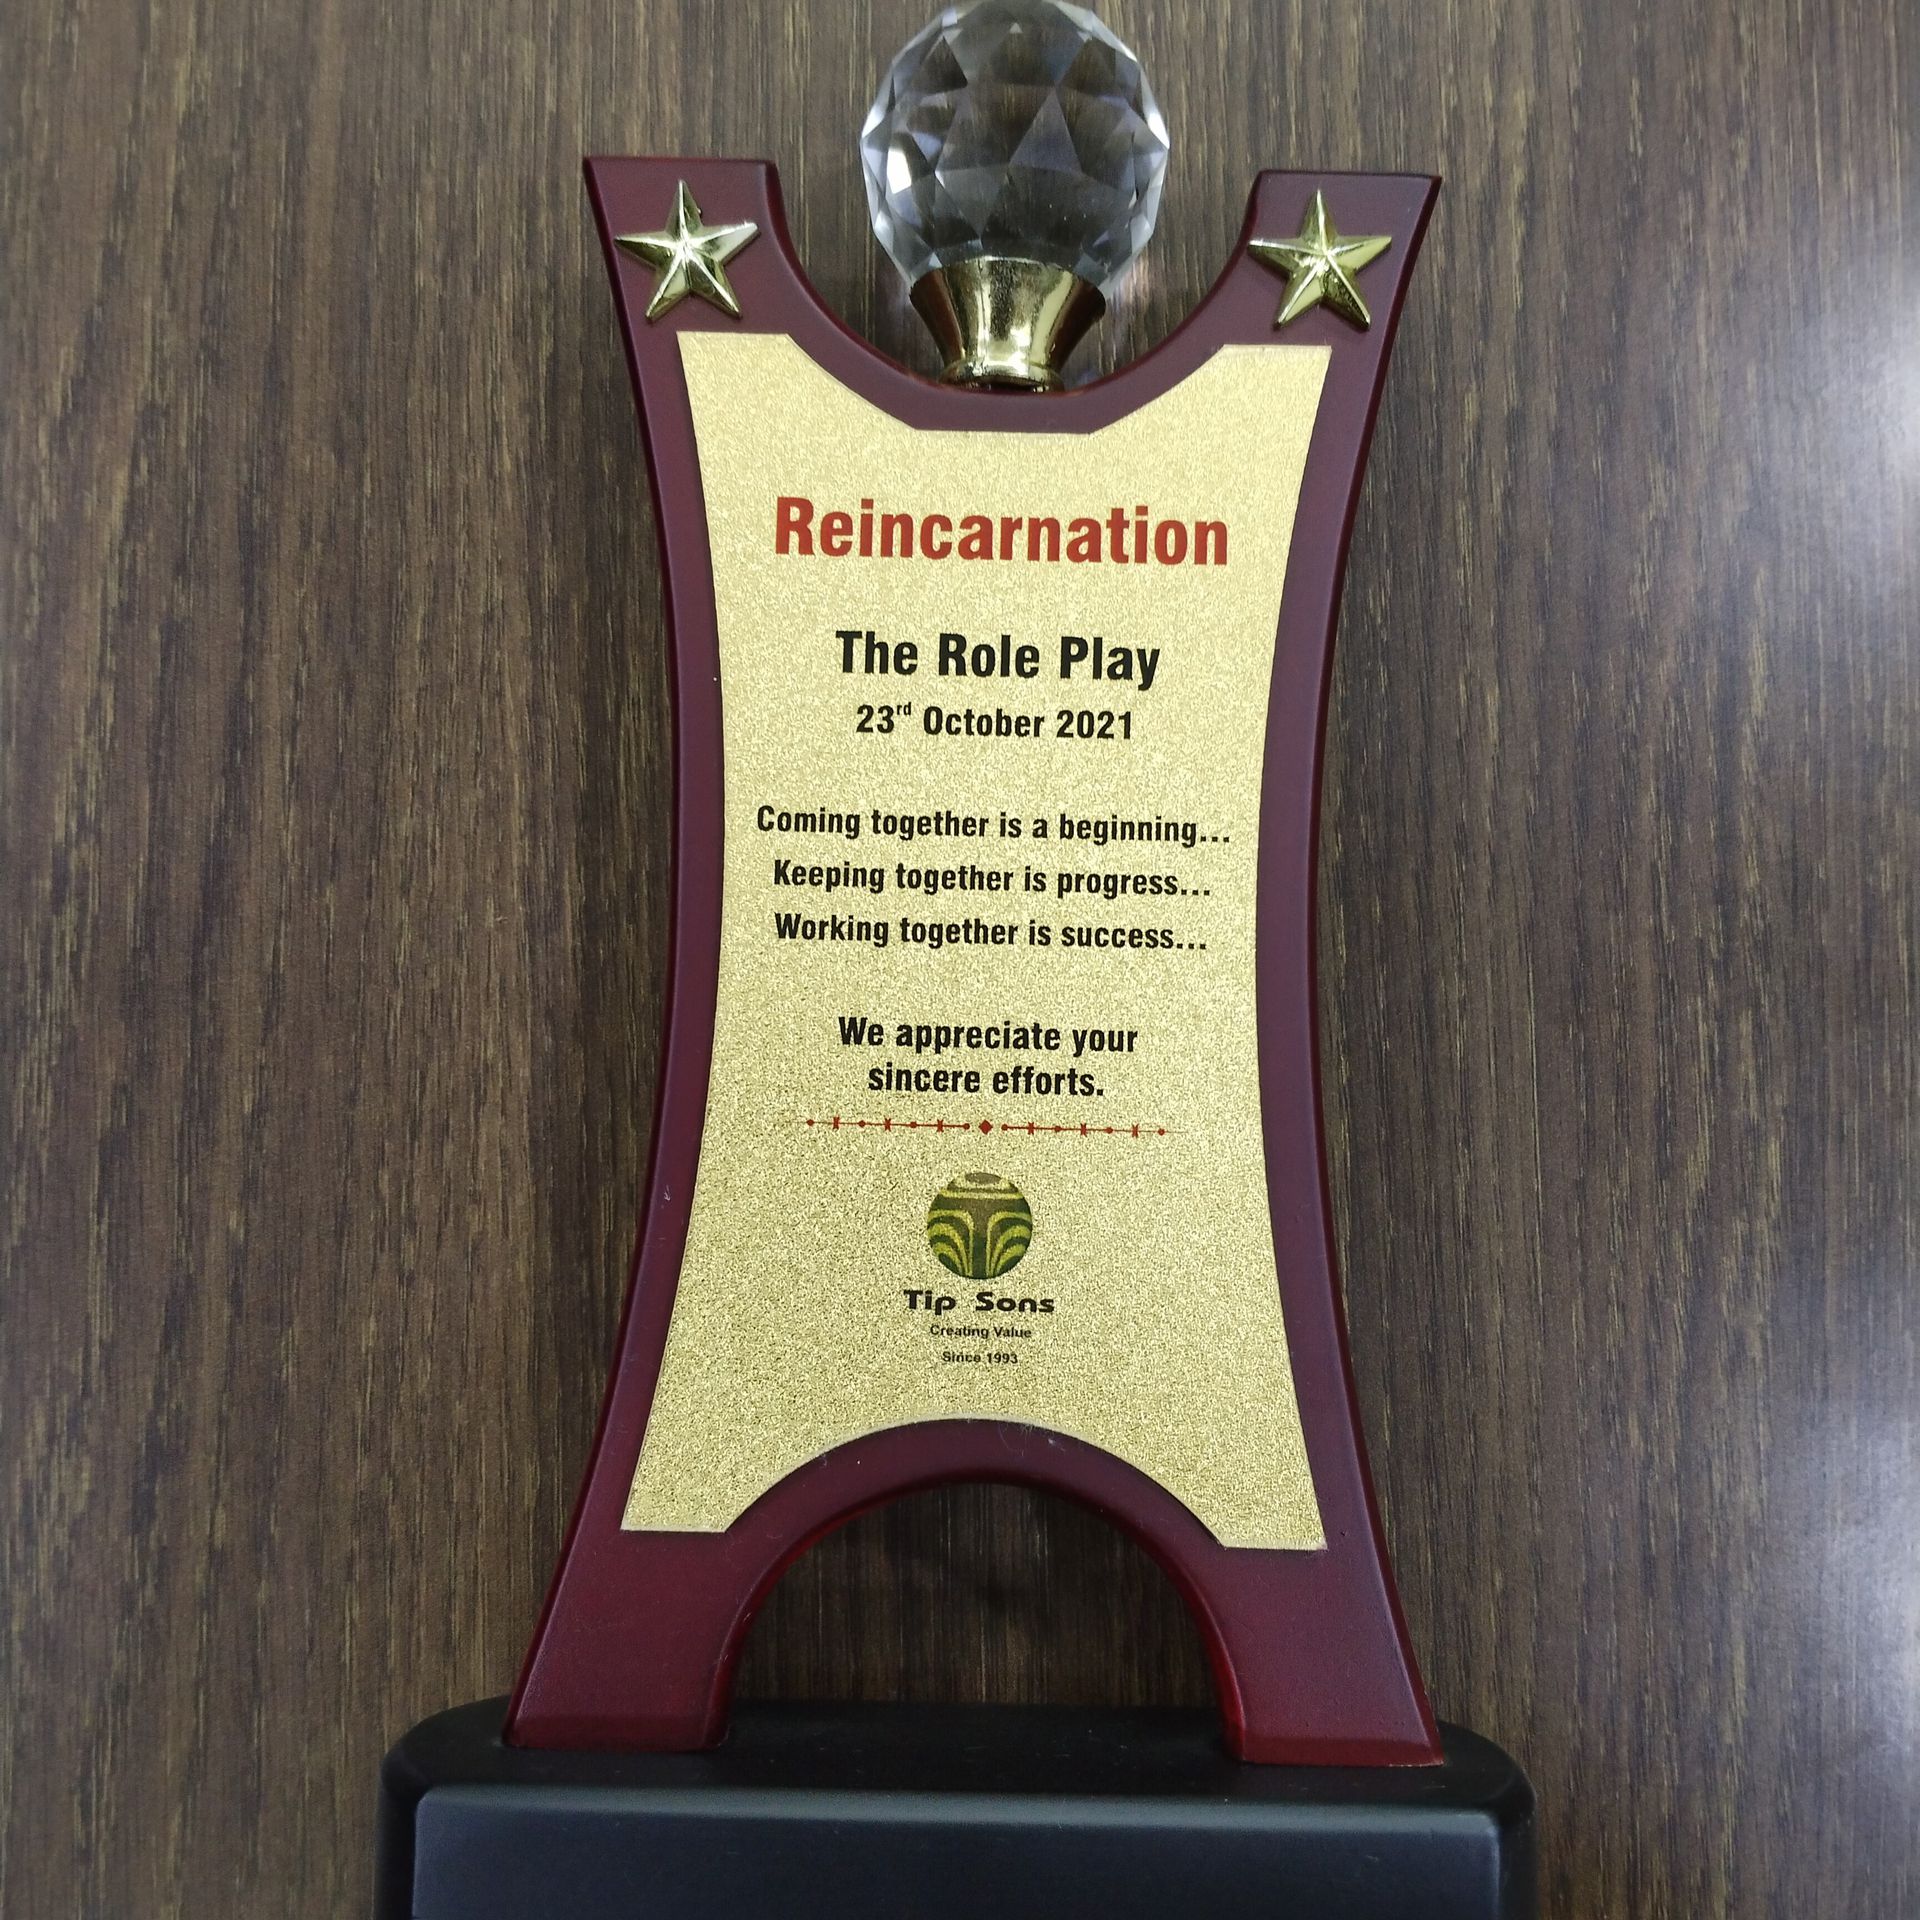 Reincarnation
The Role Play
23rd October 2021
Coming together is a beginning...
Keeping together is progress...
Working together is success...
We appreciate your
sincere efforts.
Tip Sons
Creating Value
Since 1993